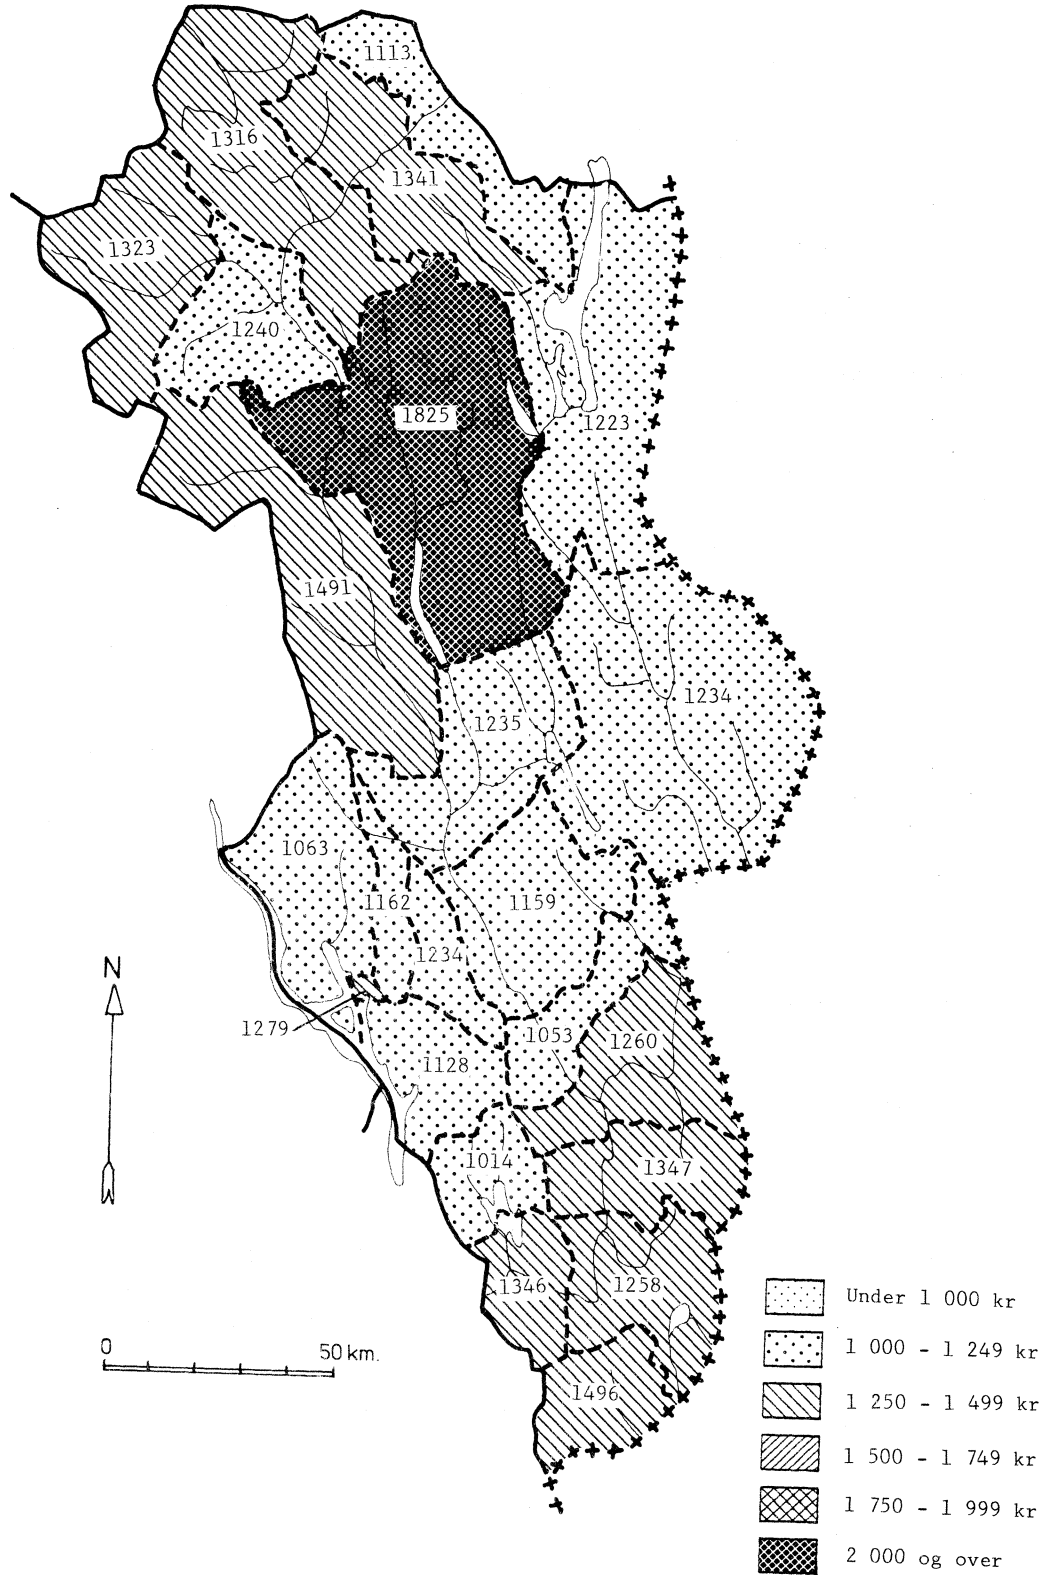 1113
1316
1341
1323
1240
1825
1223
1491
1234
1235
1063
1162
1159
1234
N
1279
1053
1260
1128
1014
1347
1346
1258
1496
0 50 km.
Under 1 000 kr
1 000 - 1 249 kr
1 250 - 1 499 kr
1 500 - 1 749 kr
1 750 - 1 999 kr
2 000 og over